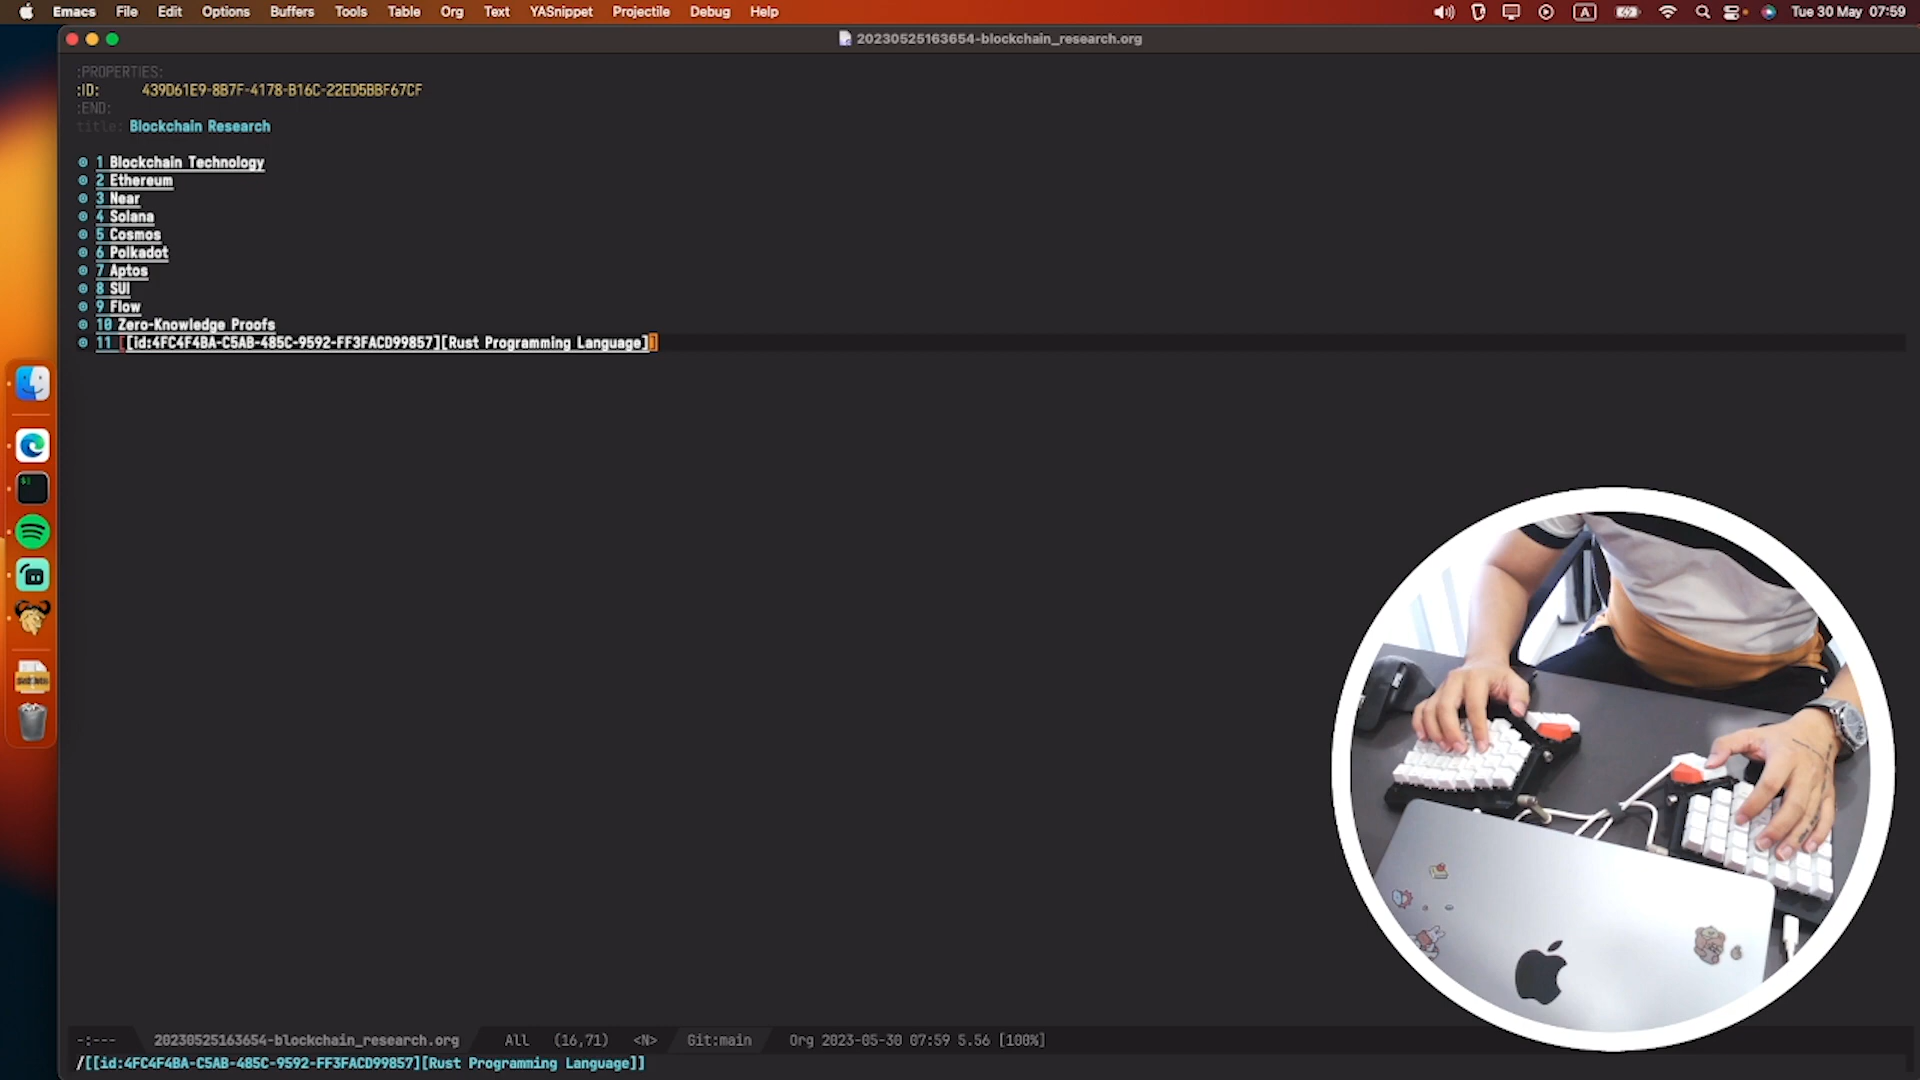 Emacs File Edit Options Buffers Tools Table Org Text YASnippet Projectile Debug Help A Tue 30 May 07:59
20230525163654-blockchain_research.org
:PROPERTIES:
:ID: 439D61E9-8B7F-4178-B16C-22ED5BBF67CF
:END:
title: Blockchain Research
1 Blockchain Technology
2 Ethereum
3 Near
4 Solana
5 Cosmos
6 Polkadot
7 Aptos
8 SUI
9 Flow
10 Zero-Knowledge Proofs
11 [[id:4FC4F4BA-C5AB-485C-9592-FF3FACD99857][Rust Programming Language]]
-:--- 20230525163654-blockchain_research.org All (16,71) <N> Git:main Org 2023-05-30 07:59 5.56 [100%]
/[[id:4FC4F4BA-C5AB-485C-9592-FF3FACD99857][Rust Programming Language]]